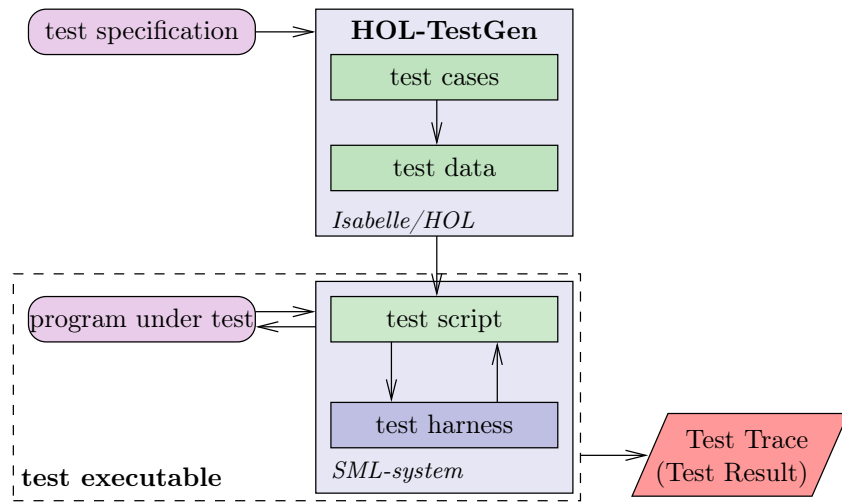 test specification
HOL-TestGen
test cases
test data
Isabelle/HOL
program under test
test script
test harness
SML-system
test executable
Test Trace
(Test Result)